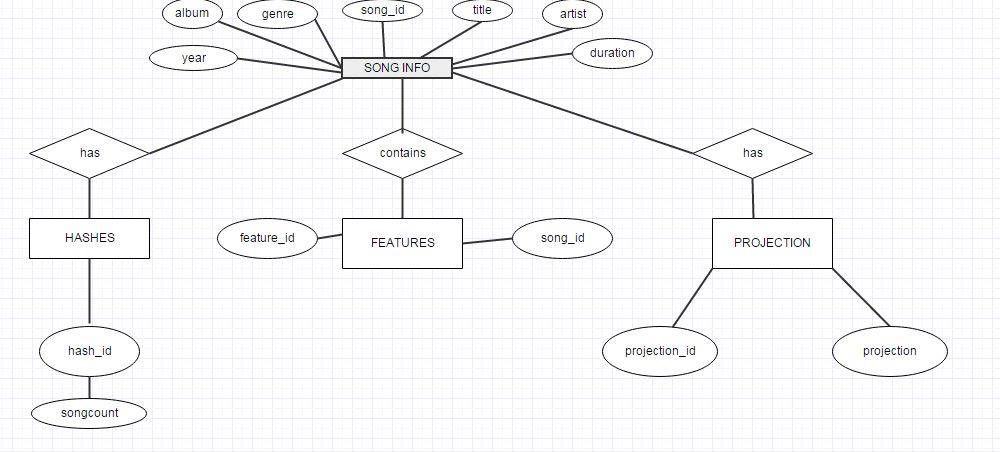 album
genre
song_id
title
artist
year
SONG INFO
duration
has
contains
has
HASHES
feature_id
FEATURES
song_id
PROJECTION
hash_id
projection_id
projection
songcount